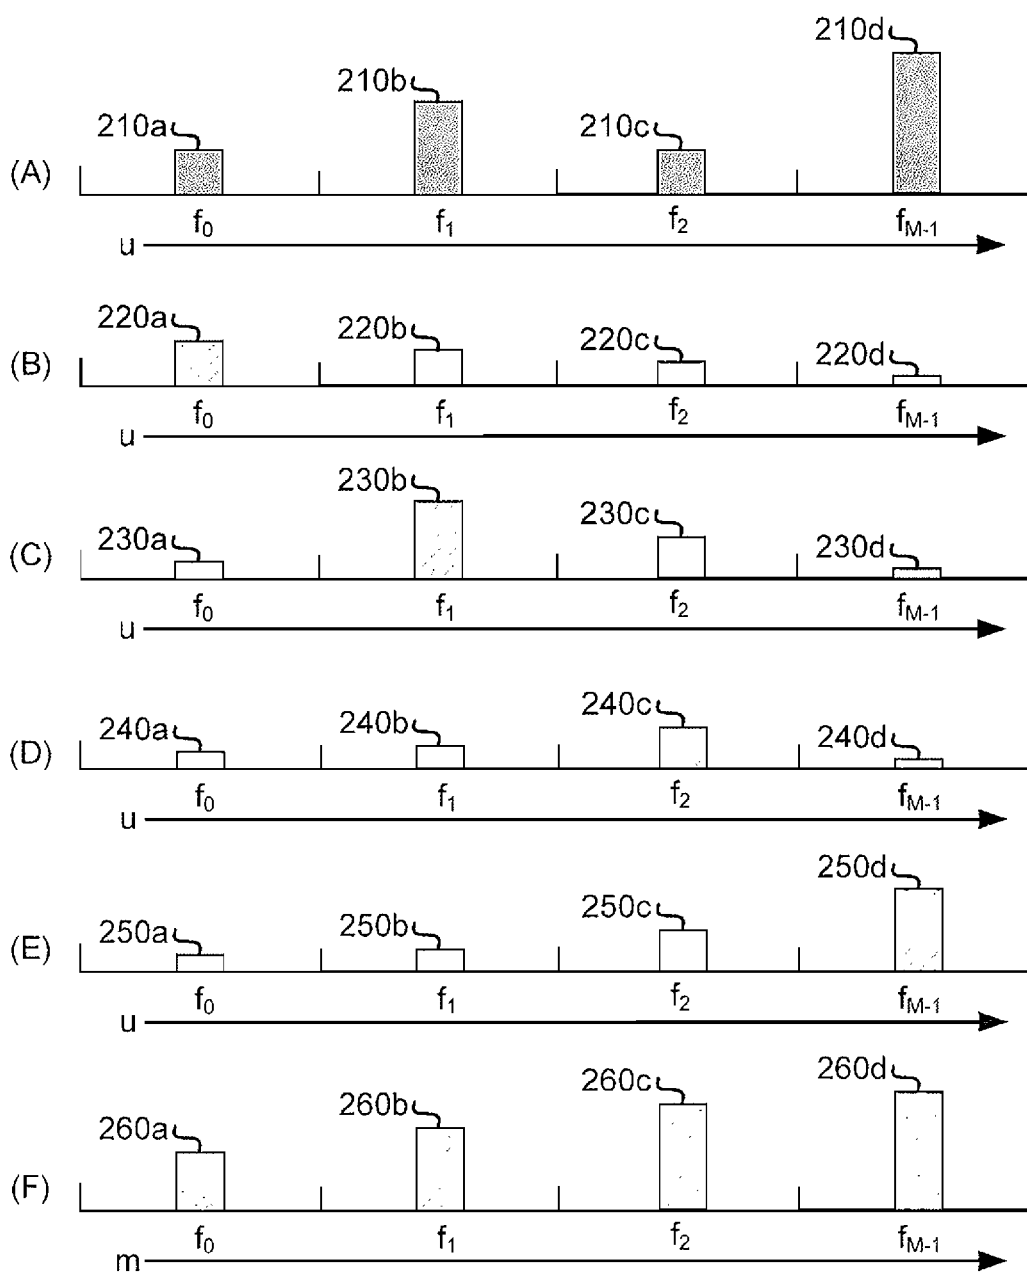 210a 210b 210c 210d
(A)
f0 f1 f2 fM-1
u
220a 220b 220c 220d
(B)
f0 f1 f2 fM-1
u
230a 230b 230c 230d
(C)
f0 f1 f2 fM-1
u
240a 240b 240c 240d
(D)
f0 f1 f2 fM-1
u
250a 250b 250c 250d
(E)
f0 f1 f2 fM-1
u
260a 260b 260c 260d
(F)
f0 f1 f2 fM-1
m